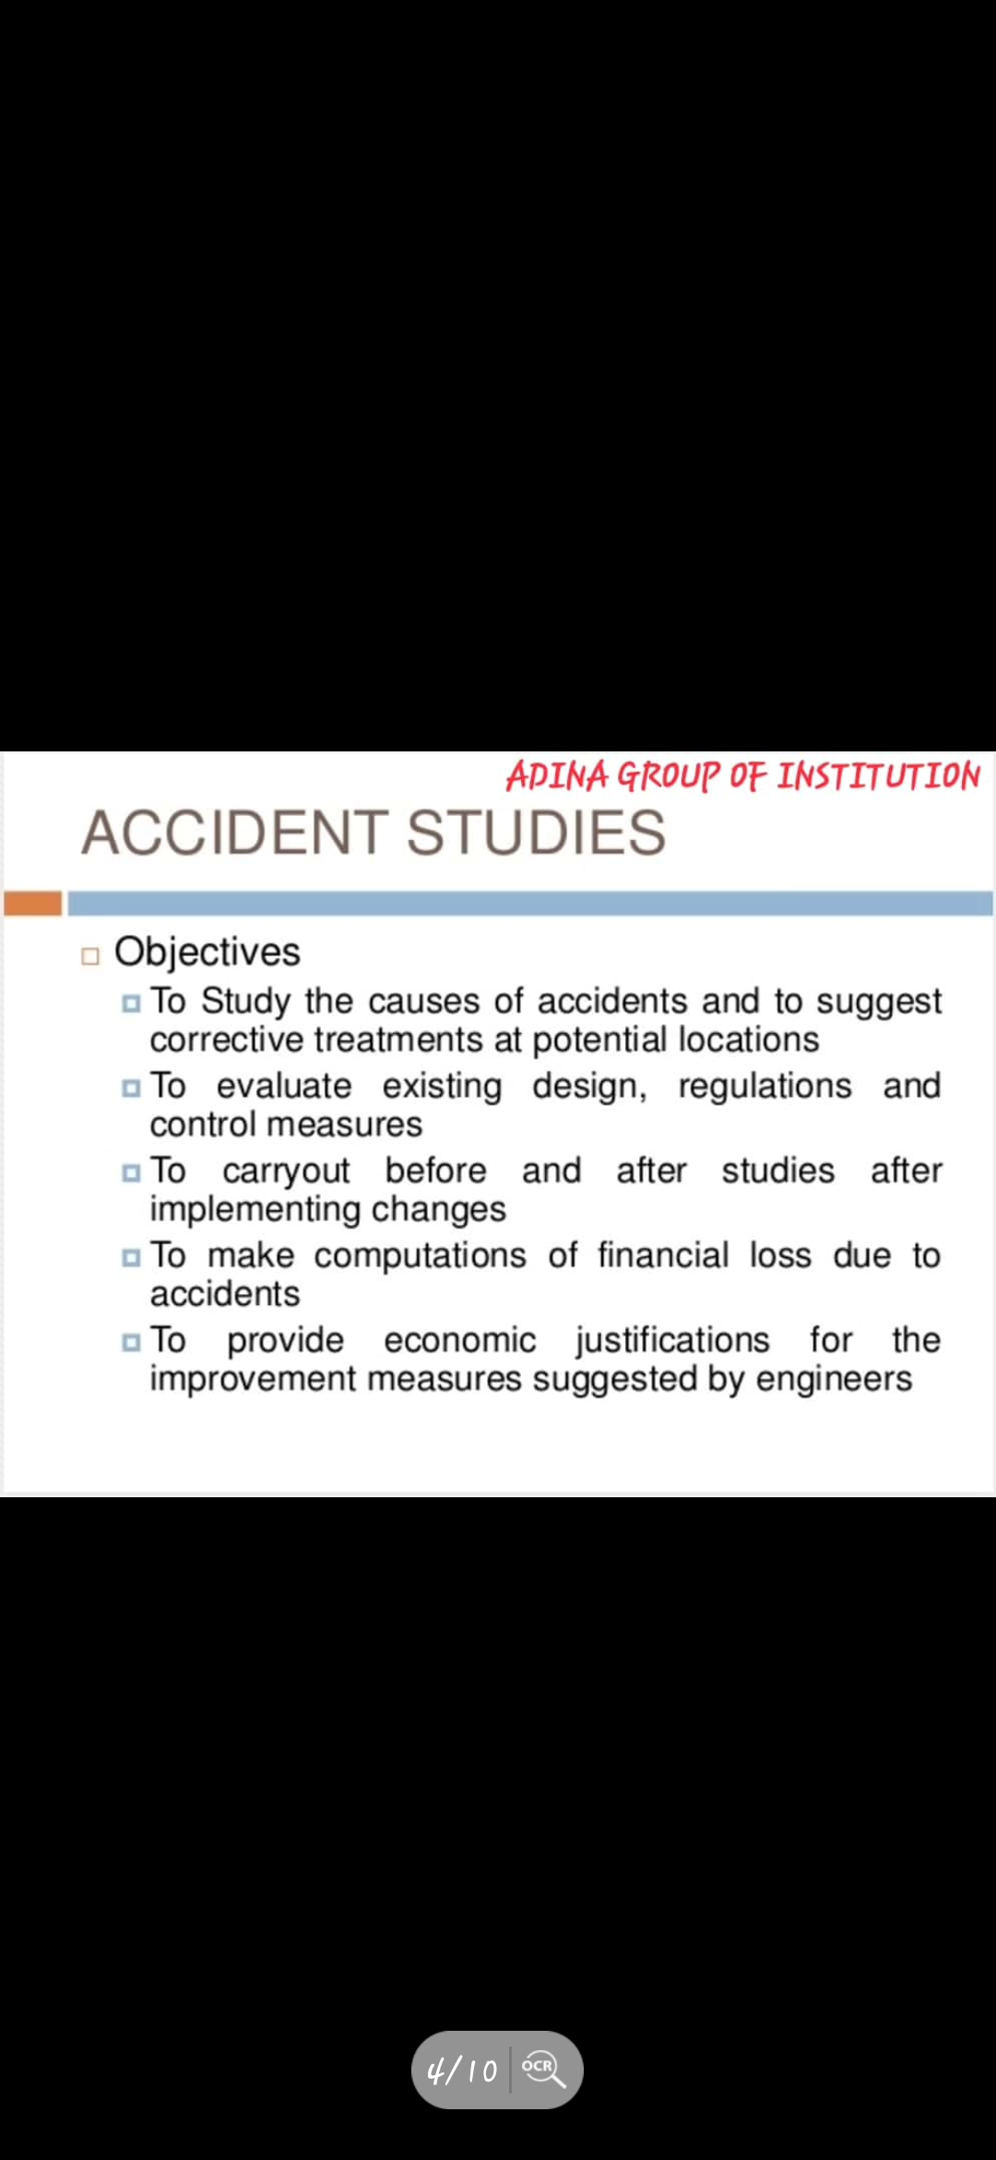 ADINA GROUP OF INSTITUTION
ACCIDENT STUDIES
Objectives
To Study the causes of accidents and to suggest
corrective treatments at potential locations
To evaluate existing design, regulations and
control measures
To carryout before and after studies after
implementing changes
To make computations of financial loss due to
accidents
To provide economic justifications for the
improvement measures suggested by engineers
4/10 OCR